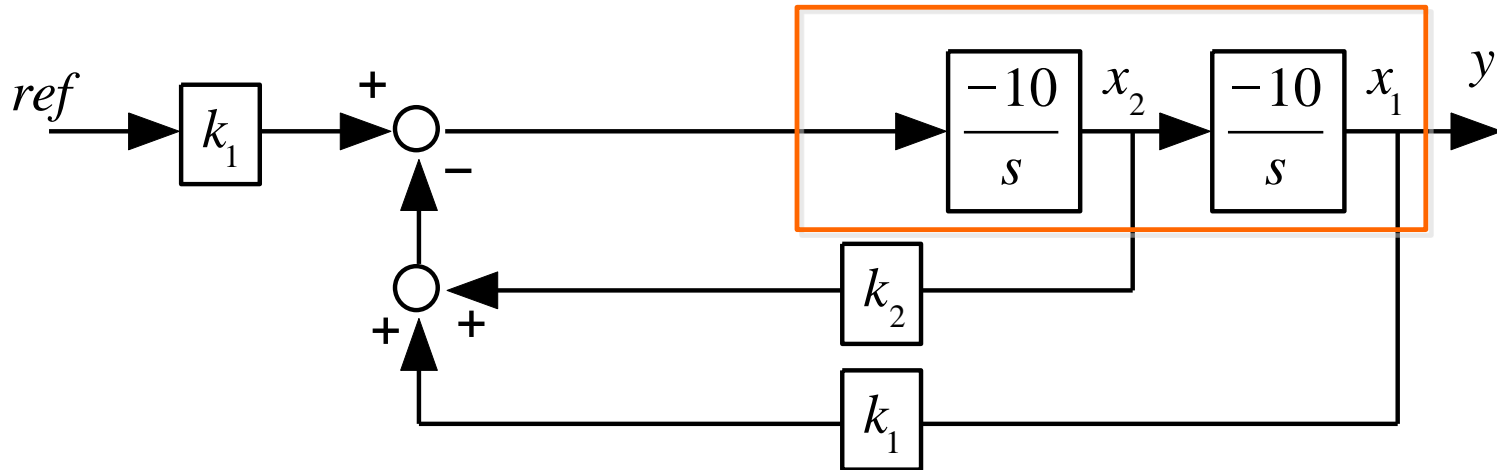 ref
k₁
+
−
−10
s
x₂
−10
s
x₁
y
k₂
+
+
k₁